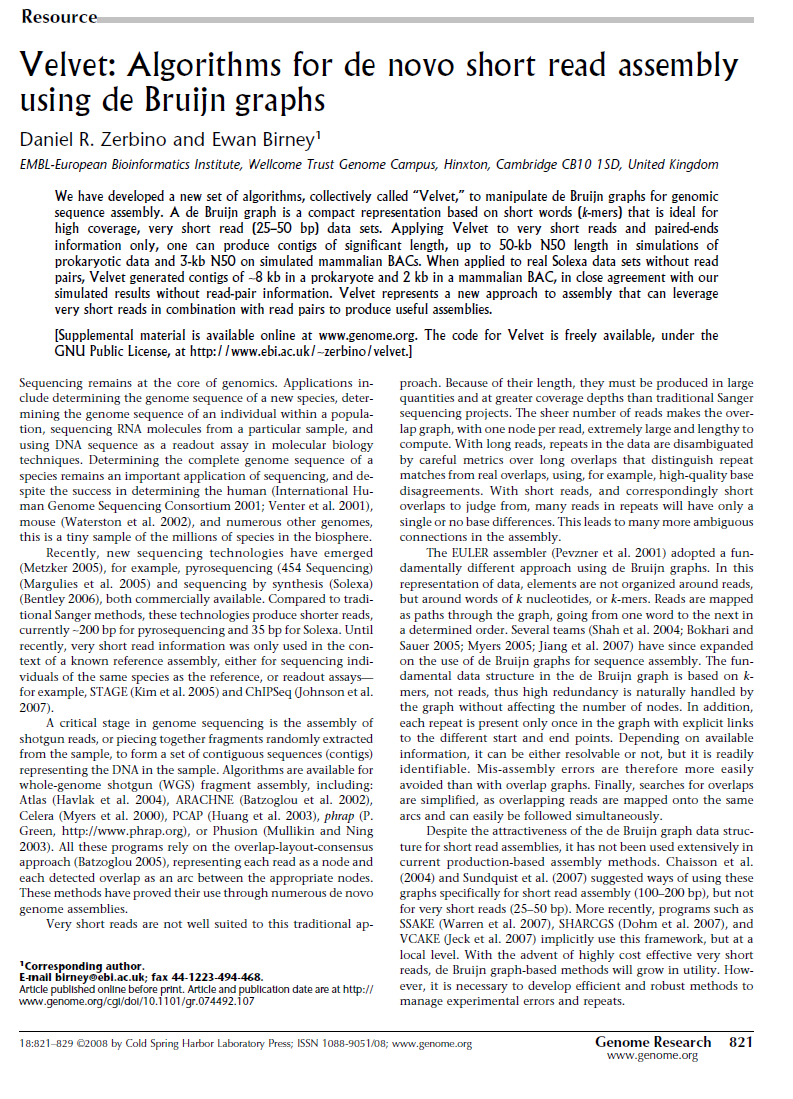 Resource
Velvet: Algorithms for de novo short read assembly
using de Bruijn graphs
Daniel R. Zerbino and Ewan Birney1
EMBL-European Bioinformatics Institute, Wellcome Trust Genome Campus, Hinxton, Cambridge CB10 1SD, United Kingdom
We have developed a new set of algorithms, collectively called “Velvet,” to manipulate de Bruijn graphs for genomic
sequence assembly. A de Bruijn graph is a compact representation based on short words (k-mers) that is ideal for
high coverage, very short read (25–50 bp) data sets. Applying Velvet to very short reads and paired-ends
information only, one can produce contigs of significant length, up to 50-kb N50 length in simulations of
prokaryotic data and 3-kb N50 on simulated mammalian BACs. When applied to real Solexa data sets without read
pairs, Velvet generated contigs of ~8 kb in a prokaryote and 2 kb in a mammalian BAC, in close agreement with our
simulated results without read-pair information. Velvet represents a new approach to assembly that can leverage
very short reads in combination with read pairs to produce useful assemblies.
[Supplemental material is available online at www.genome.org. The code for Velvet is freely available, under the
GNU Public License, at http://www.ebi.ac.uk/~zerbino/velvet.]
Sequencing remains at the core of genomics. Applications in-
clude determining the genome sequence of a new species, deter-
mining the genome sequence of an individual within a popula-
tion, sequencing RNA molecules from a particular sample, and
using DNA sequence as a readout assay in molecular biology
techniques. Determining the complete genome sequence of a
species remains an important application of sequencing, and de-
spite the success in determining the human (International Hu-
man Genome Sequencing Consortium 2001; Venter et al. 2001),
mouse (Waterston et al. 2002), and numerous other genomes,
this is a tiny sample of the millions of species in the biosphere.
Recently, new sequencing technologies have emerged
(Metzker 2005), for example, pyrosequencing (454 Sequencing)
(Margulies et al. 2005) and sequencing by synthesis (Solexa)
(Bentley 2006), both commercially available. Compared to tradi-
tional Sanger methods, these technologies produce shorter reads,
currently ~200 bp for pyrosequencing and 35 bp for Solexa. Until
recently, very short read information was only used in the con-
text of a known reference assembly, either for sequencing indi-
viduals of the same species as the reference, or readout assays—
for example, STAGE (Kim et al. 2005) and ChIPSeq (Johnson et al.
2007).
A critical stage in genome sequencing is the assembly of
shotgun reads, or piecing together fragments randomly extracted
from the sample, to form a set of contiguous sequences (contigs)
representing the DNA in the sample. Algorithms are available for
whole-genome shotgun (WGS) fragment assembly, including:
Atlas (Havlak et al. 2004), ARACHNE (Batzoglou et al. 2002),
Celera (Myers et al. 2000), PCAP (Huang et al. 2003), phrap (P.
Green, http://www.phrap.org), or Phusion (Mullikin and Ning
2003). All these programs rely on the overlap-layout-consensus
approach (Batzoglou 2005), representing each read as a node and
each detected overlap as an arc between the appropriate nodes.
These methods have proved their use through numerous de novo
genome assemblies.
Very short reads are not well suited to this traditional ap-
1Corresponding author.
E-mail birney@ebi.ac.uk; fax 44-1223-494-468.
Article published online before print. Article and publication date are at http://
www.genome.org/cgi/doi/10.1101/gr.074492.107
proach. Because of their length, they must be produced in large
quantities and at greater coverage depths than traditional Sanger
sequencing projects. The sheer number of reads makes the over-
lap graph, with one node per read, extremely large and lengthy to
compute. With long reads, repeats in the data are disambiguated
by careful metrics over long overlaps that distinguish repeat
matches from real overlaps, using, for example, high-quality base
disagreements. With short reads, and correspondingly short
overlaps to judge from, many reads in repeats will have only a
single or no base differences. This leads to many more ambiguous
connections in the assembly.
The EULER assembler (Pevzner et al. 2001) adopted a fun-
damentally different approach using de Bruijn graphs. In this
representation of data, elements are not organized around reads,
but around words of k nucleotides, or k-mers. Reads are mapped
as paths through the graph, going from one word to the next in
a determined order. Several teams (Shah et al. 2004; Bokhari and
Sauer 2005; Myers 2005; Jiang et al. 2007) have since expanded
on the use of de Bruijn graphs for sequence assembly. The fun-
damental data structure in the de Bruijn graph is based on k-
mers, not reads, thus high redundancy is naturally handled by
the graph without affecting the number of nodes. In addition,
each repeat is present only once in the graph with explicit links
to the different start and end points. Depending on available
information, it can be either resolvable or not, but it is readily
identifiable. Mis-assembly errors are therefore more easily
avoided than with overlap graphs. Finally, searches for overlaps
are simplified, as overlapping reads are mapped onto the same
arcs and can easily be followed simultaneously.
Despite the attractiveness of the de Bruijn graph data struc-
ture for short read assemblies, it has not been used extensively in
current production-based assembly methods. Chaisson et al.
(2004) and Sundquist et al. (2007) suggested ways of using these
graphs specifically for short read assembly (100–200 bp), but not
for very short reads (25–50 bp). More recently, programs such as
SSAKE (Warren et al. 2007), SHARCGS (Dohm et al. 2007), and
VCAKE (Jeck et al. 2007) implicitly use this framework, but at a
local level. With the advent of highly cost effective very short
reads, de Bruijn graph-based methods will grow in utility. How-
ever, it is necessary to develop efficient and robust methods to
manage experimental errors and repeats.
18:821–829 ©2008 by Cold Spring Harbor Laboratory Press; ISSN 1088-9051/08; www.genome.org
Genome Research 821
www.genome.org